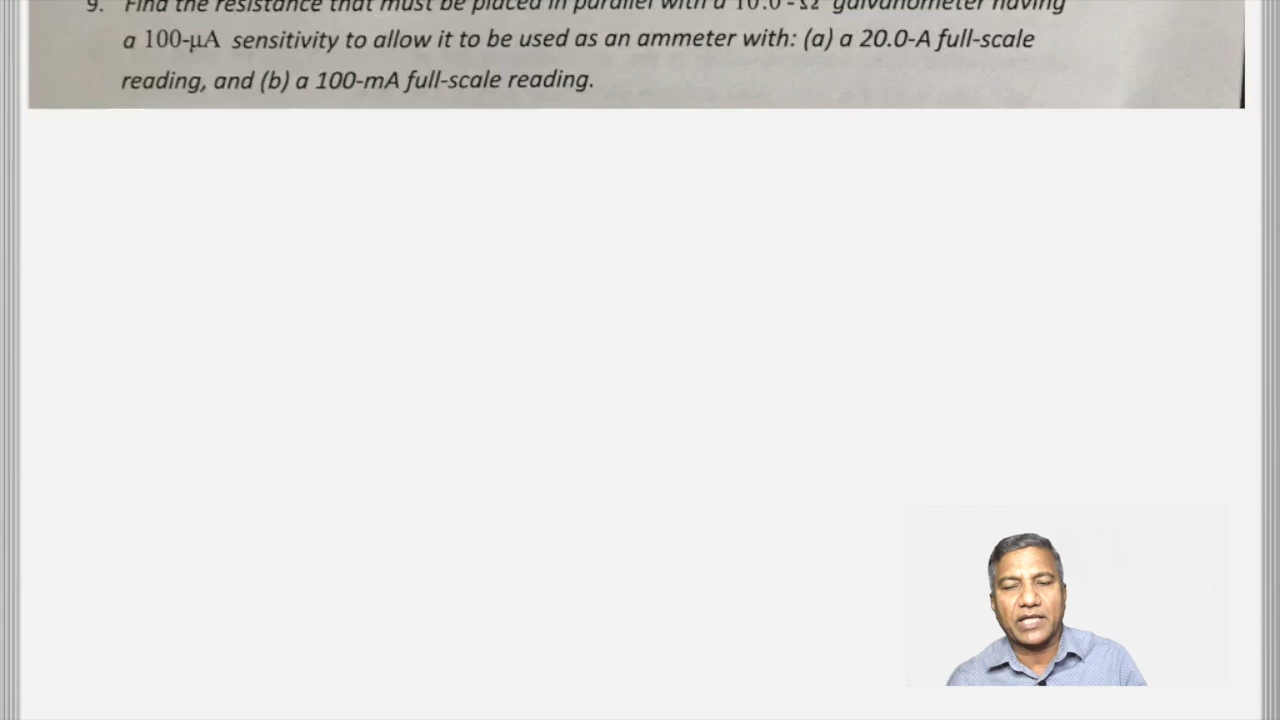 9. Find the resistance that must be placed in parallel with a 10.0-Ω galvanometer having
a 100-μA sensitivity to allow it to be used as an ammeter with: (a) a 20.0-A full-scale
reading, and (b) a 100-mA full-scale reading.